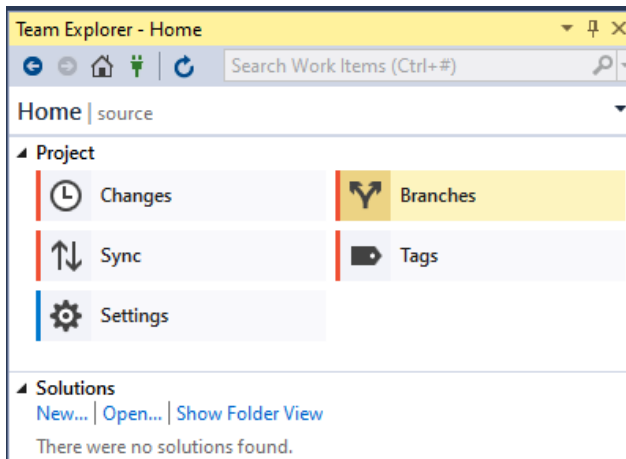 Team Explorer - Home
Search Work Items (Ctrl+#)
Home | source
Project
Changes
Branches
Sync
Tags
Settings
Solutions
New... | Open... | Show Folder View
There were no solutions found.